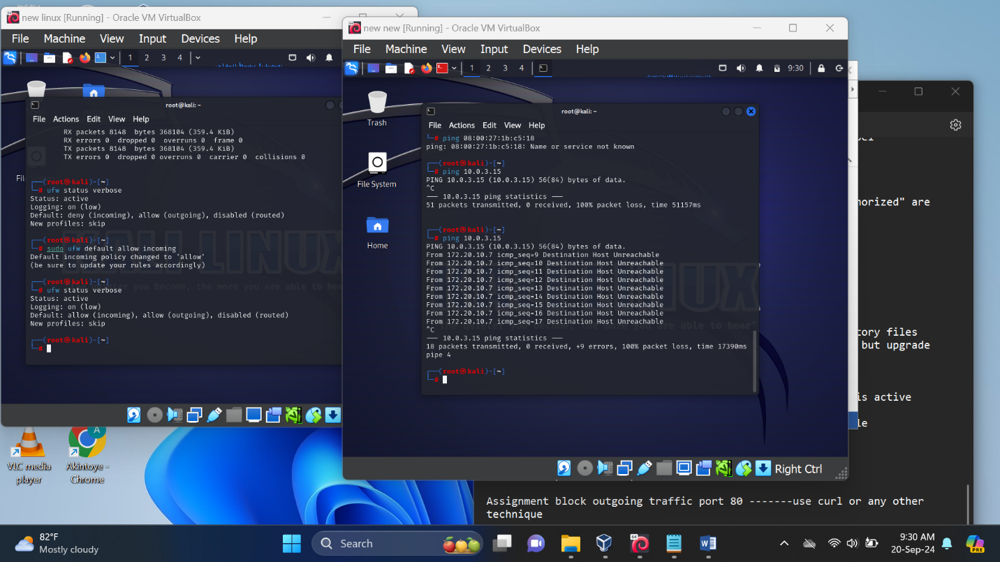 new linux [Running] - Oracle VM VirtualBox
File Machine View Input Devices Help
1 2 3 4
root@kali: ~
File Actions Edit View Help
RX packets 8148 bytes 368104 (359.4 KiB)
RX errors 0 dropped 0 overruns 0 frame 0
TX packets 8148 bytes 368104 (359.4 KiB)
TX errors 0 dropped 0 overruns 0 carrier 0 collisions 0
(root㉿kali)-[~]
# ufw status verbose
Status: active
Logging: on (low)
Default: deny (incoming), allow (outgoing), disabled (routed)
New profiles: skip
(root㉿kali)-[~]
# sudo ufw default allow incoming
Default incoming policy changed to 'allow'
(be sure to update your rules accordingly)
(root㉿kali)-[~]
# ufw status verbose
Status: active
Logging: on (low)
Default: allow (incoming), allow (outgoing), disabled (routed)
New profiles: skip
(root㉿kali)-[~]
#
new new [Running] - Oracle VM VirtualBox
File Machine View Input Devices Help
1 2 3 4
9:30
Trash
File System
Home
root@kali: ~
File Actions Edit View Help
# ping 08:00:27:1b:c5:18
ping: 08:00:27:1b:c5:18: Name or service not known
(root㉿kali)-[~]
# ping 10.0.3.15
PING 10.0.3.15 (10.0.3.15) 56(84) bytes of data.
^C
--- 10.0.3.15 ping statistics ---
51 packets transmitted, 0 received, 100% packet loss, time 51157ms
(root㉿kali)-[~]
# ping 10.0.3.15
PING 10.0.3.15 (10.0.3.15) 56(84) bytes of data.
From 172.20.10.7 icmp_seq=9 Destination Host Unreachable
From 172.20.10.7 icmp_seq=10 Destination Host Unreachable
From 172.20.10.7 icmp_seq=11 Destination Host Unreachable
From 172.20.10.7 icmp_seq=12 Destination Host Unreachable
From 172.20.10.7 icmp_seq=13 Destination Host Unreachable
From 172.20.10.7 icmp_seq=14 Destination Host Unreachable
From 172.20.10.7 icmp_seq=15 Destination Host Unreachable
From 172.20.10.7 icmp_seq=16 Destination Host Unreachable
From 172.20.10.7 icmp_seq=17 Destination Host Unreachable
^C
--- 10.0.3.15 ping statistics ---
18 packets transmitted, 0 received, +9 errors, 100% packet loss, time 17390ms
pipe 4
(root㉿kali)-[~]
#
Right Ctrl
horized" are
tory files
but upgrade
is active
le
Assignment block outgoing traffic port 80 -------use curl or any other
technique
VLC media
player
Akintoye -
Chrome
82°F
Mostly cloudy
Search
9:30 AM
20-Sep-24
PRE